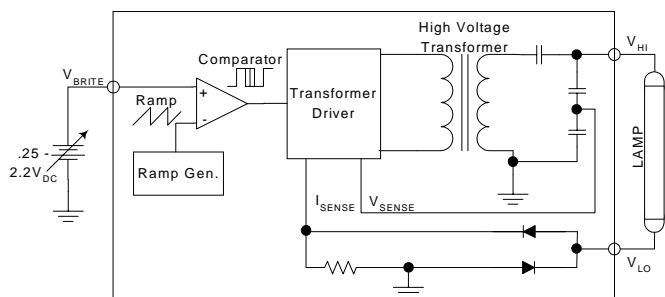 High Voltage
Transformer
Comparator
V_BRITE
V_HI
Ramp
+
-
Transformer
Driver
.25 -
2.2V_DC
Ramp Gen.
LAMP
I_SENSE
V_SENSE
V_LO